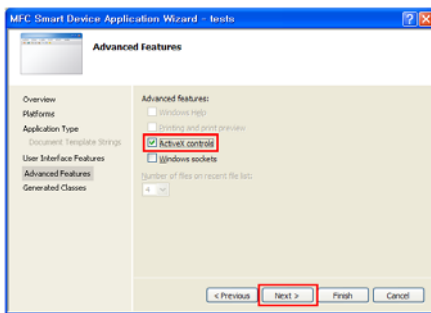 MFC Smart Device Application Wizard - tests
Advanced Features
Overview
Platforms
Application Type
Document Template Strings
User Interface Features
Advanced Features
Generated Classes
Advanced features:
Windows Help
Printing and print preview
ActiveX controls
Windows sockets
Number of files on recent file list:
4
< Previous
Next >
Finish
Cancel